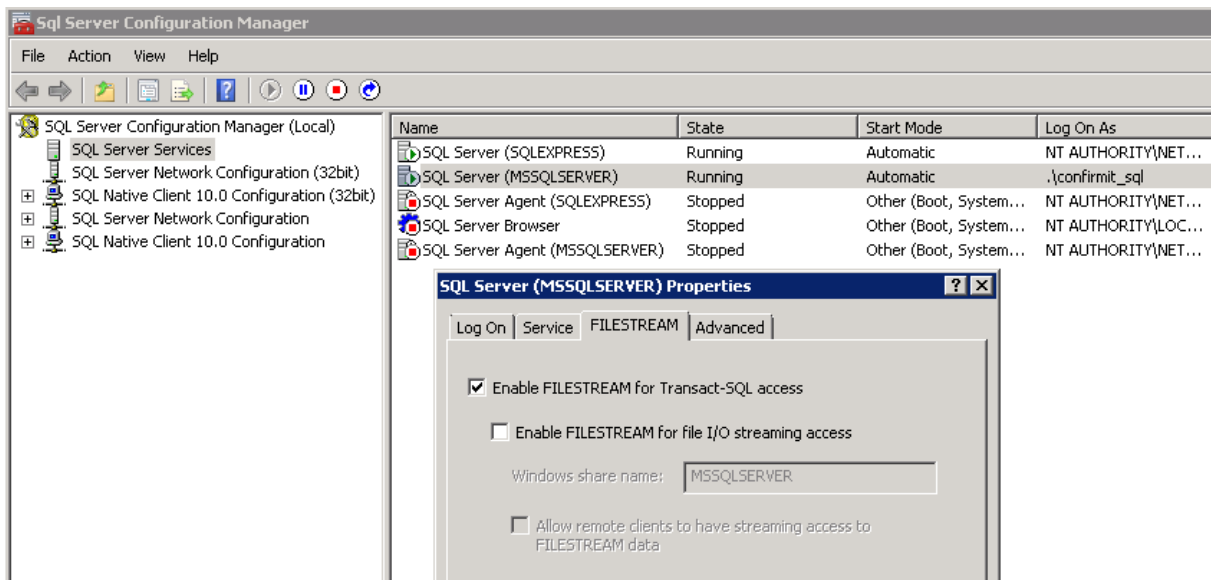 Sql Server Configuration Manager
File Action View Help
SQL Server Configuration Manager (Local)
SQL Server Services
SQL Server Network Configuration (32bit)
SQL Native Client 10.0 Configuration (32bit)
SQL Server Network Configuration
SQL Native Client 10.0 Configuration
Name State Start Mode Log On As
SQL Server (SQLEXPRESS) Running Automatic NT AUTHORITY\NET...
SQL Server (MSSQLSERVER) Running Automatic .\confirmit_sql
SQL Server Agent (SQLEXPRESS) Stopped Other (Boot, System... NT AUTHORITY\NET...
SQL Server Browser Stopped Other (Boot, System... NT AUTHORITY\LOC...
SQL Server Agent (MSSQLSERVER) Stopped Other (Boot, System... NT AUTHORITY\NET...
SQL Server (MSSQLSERVER) Properties
Log On Service FILESTREAM Advanced
Enable FILESTREAM for Transact-SQL access
Enable FILESTREAM for file I/O streaming access
Windows share name: MSSQLSERVER
Allow remote clients to have streaming access to
FILESTREAM data